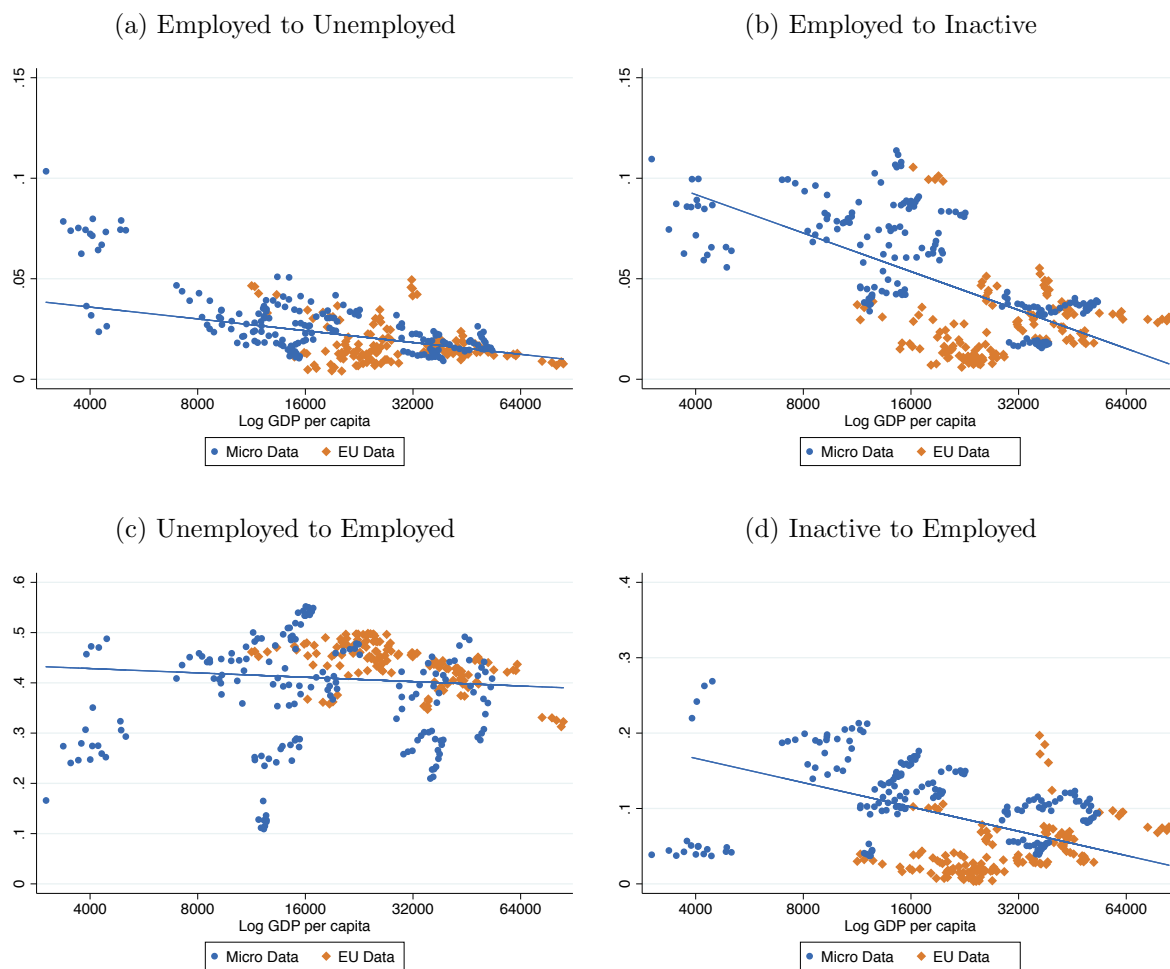 (a) Employed to Unemployed
.15
.1
.05
0
4000 8000 16000 32000 64000
Log GDP per capita
Micro Data EU Data
(b) Employed to Inactive
.15
.1
.05
0
4000 8000 16000 32000 64000
Log GDP per capita
Micro Data EU Data
(c) Unemployed to Employed
.6
.5
.4
.3
.2
.1
0
4000 8000 16000 32000 64000
Log GDP per capita
Micro Data EU Data
(d) Inactive to Employed
.4
.3
.2
.1
0
4000 8000 16000 32000 64000
Log GDP per capita
Micro Data EU Data